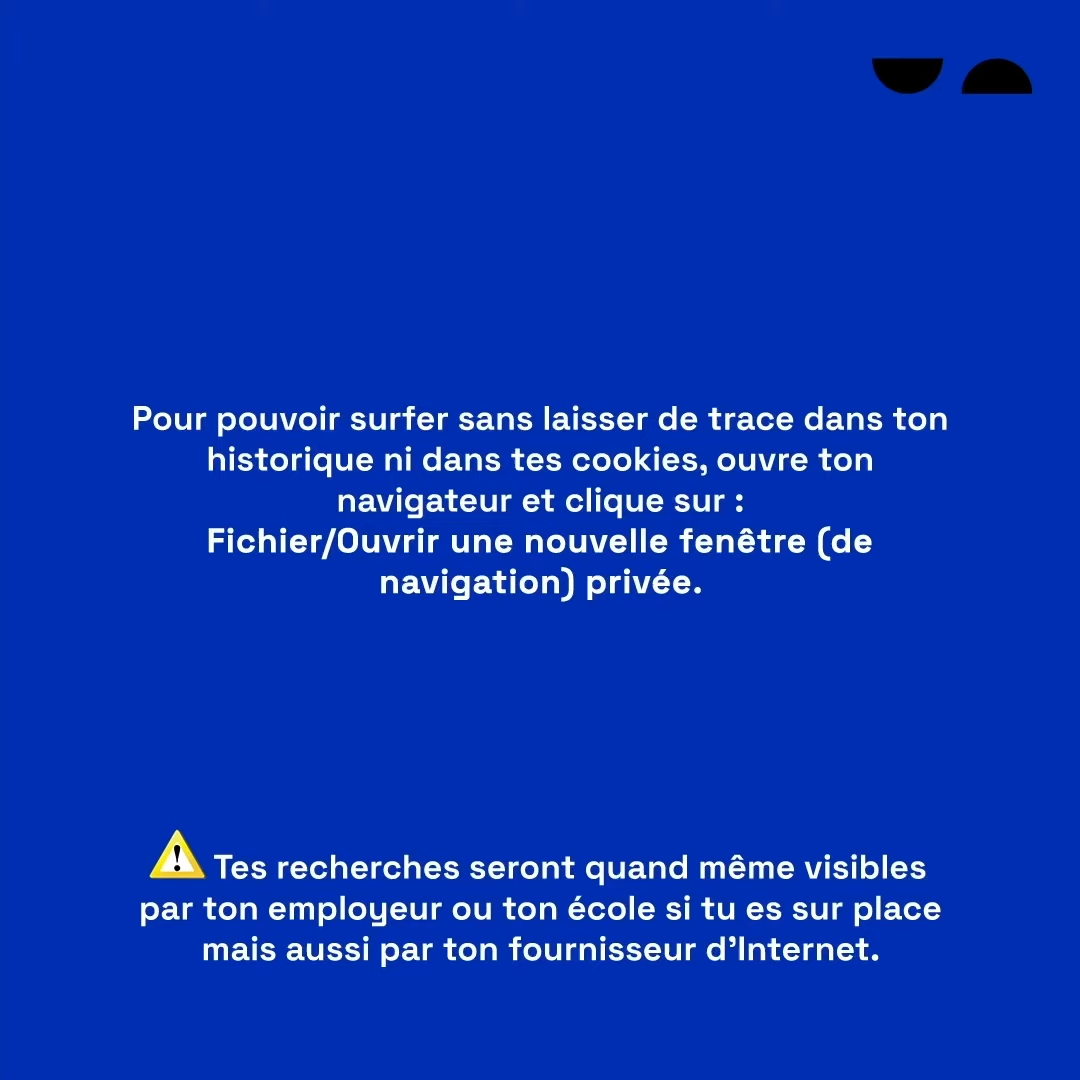 Pour pouvoir surfer sans laisser de trace dans ton
historique ni dans tes cookies, ouvre ton
navigateur et clique sur :
Fichier/Ouvrir une nouvelle fenêtre (de
navigation) privée.
⚠️ Tes recherches seront quand même visibles
par ton employeur ou ton école si tu es sur place
mais aussi par ton fournisseur d’Internet.